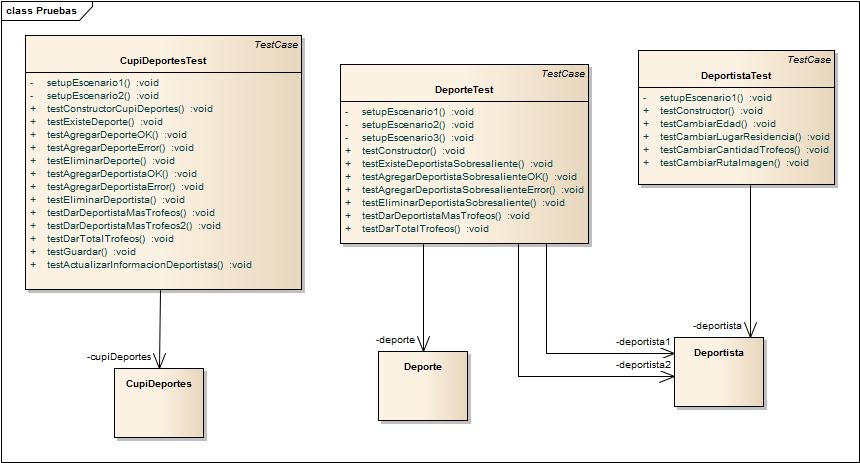 class Pruebas
TestCase
CupiDeportesTest
- setupEscenario1() :void
- setupEscenario2() :void
+ testConstructorCupiDeportes() :void
+ testExisteDeporte() :void
+ testAgregarDeporteOK() :void
+ testAgregarDeporteError() :void
+ testEliminarDeporte() :void
+ testAgregarDeportistaOK() :void
+ testAgregarDeportistaError() :void
+ testEliminarDeportista() :void
+ testDarDeportistaMasTrofeos() :void
+ testDarDeportistaMasTrofeos2() :void
+ testDarTotalTrofeos() :void
+ testGuardar() :void
+ testActualizarInformacionDeportistas() :void
TestCase
DeporteTest
- setupEscenario1() :void
- setupEscenario2() :void
- setupEscenario3() :void
+ testConstructor() :void
+ testExisteDeportistaSobresaliente() :void
+ testAgregarDeportistaSobresalienteOK() :void
+ testAgregarDeportistaSobresalienteError() :void
+ testEliminarDeportistaSobresaliente() :void
+ testDarDeportistaMasTrofeos() :void
+ testDarTotalTrofeos() :void
TestCase
DeportistaTest
- setupEscenario1() :void
+ testConstructor() :void
+ testCambiarEdad() :void
+ testCambiarLugarResidencia() :void
+ testCambiarCantidadTrofeos() :void
+ testCambiarRutaImagen() :void
-cupiDeportes
CupiDeportes
-deporte
Deporte
-deportista
-deportista1
-deportista2
Deportista